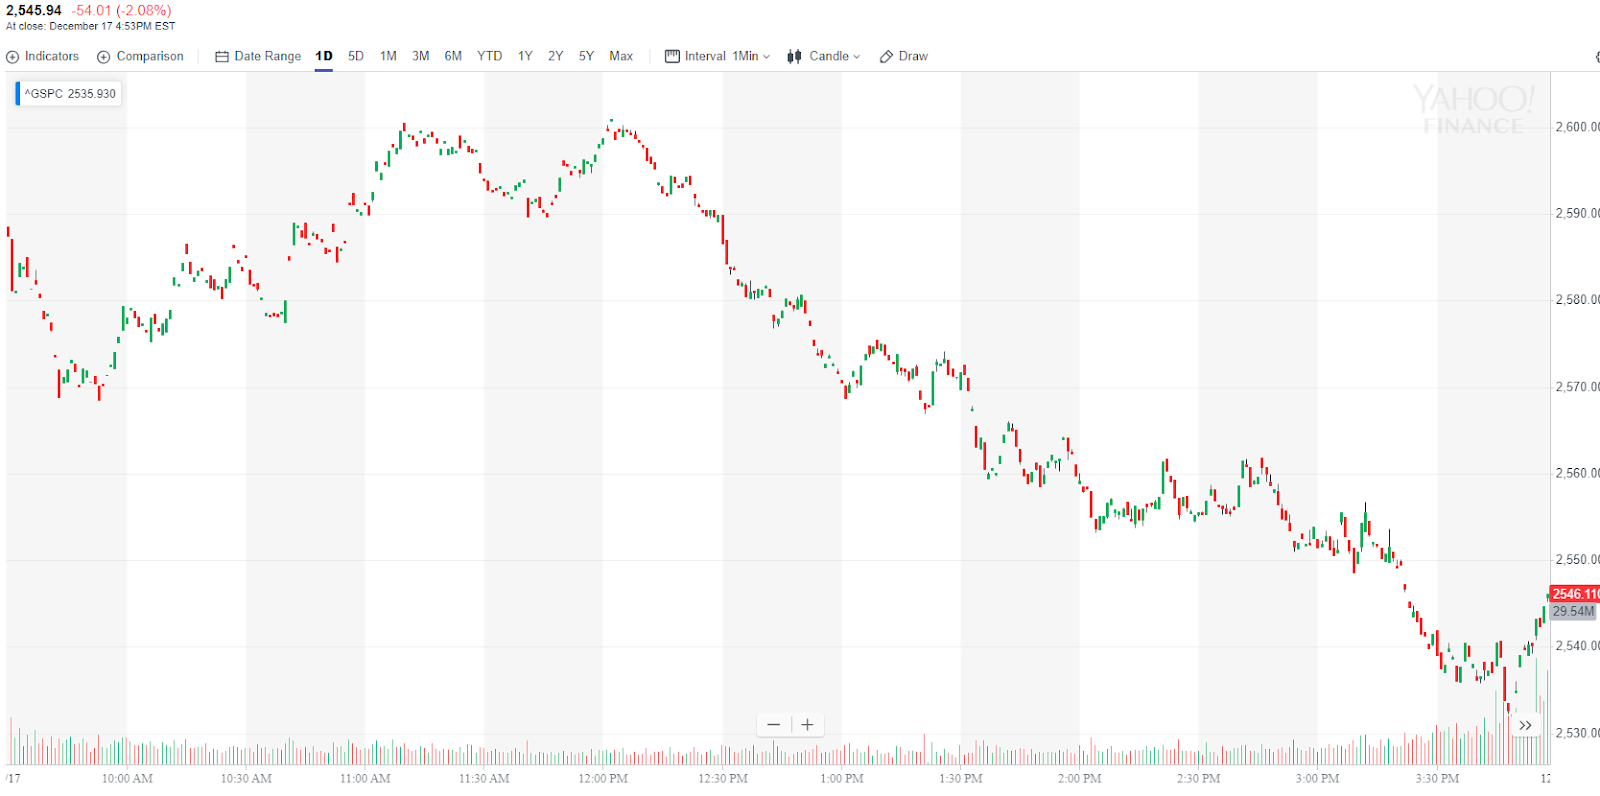 2,545.94 -54.01 (-2.08%)
At close: December 17 4:53PM EST
Indicators Comparison Date Range 1D 5D 1M 3M 6M YTD 1Y 2Y 5Y Max Interval 1Min Candle Draw
^GSPC 2535.930
YAHOO!
FINANCE
2,600.00
2,590.00
2,580.00
2,570.00
2,560.00
2,550.00
2546.110
29.54M
2,540.00
2,530.00
/17 10:00 AM 10:30 AM 11:00 AM 11:30 AM 12:00 PM 12:30 PM 1:00 PM 1:30 PM 2:00 PM 2:30 PM 3:00 PM 3:30 PM 12